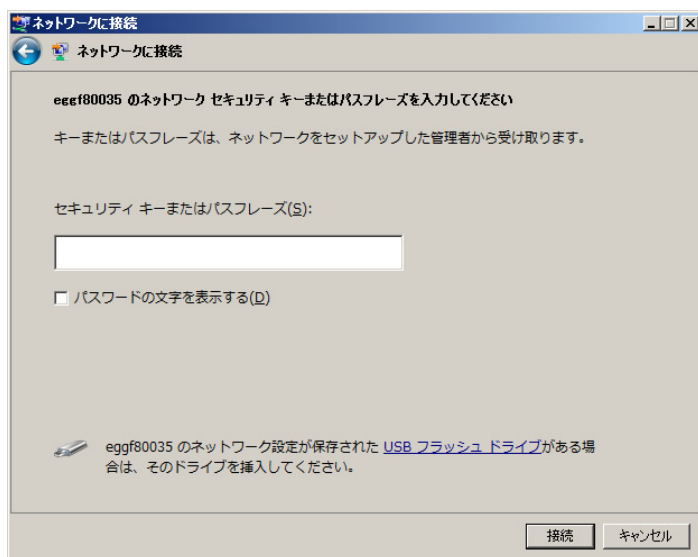 ネットワークに接続
ネットワークに接続
eggf80035 のネットワーク セキュリティ キーまたはパスフレーズを入力してください
キーまたはパスフレーズは、ネットワークをセットアップした管理者から受け取ります。
セキュリティ キーまたはパスフレーズ(S):
パスワードの文字を表示する(D)
eggf80035 のネットワーク設定が保存された USB フラッシュ ドライブがある場
合は、そのドライブを挿入してください。
接続
キャンセル